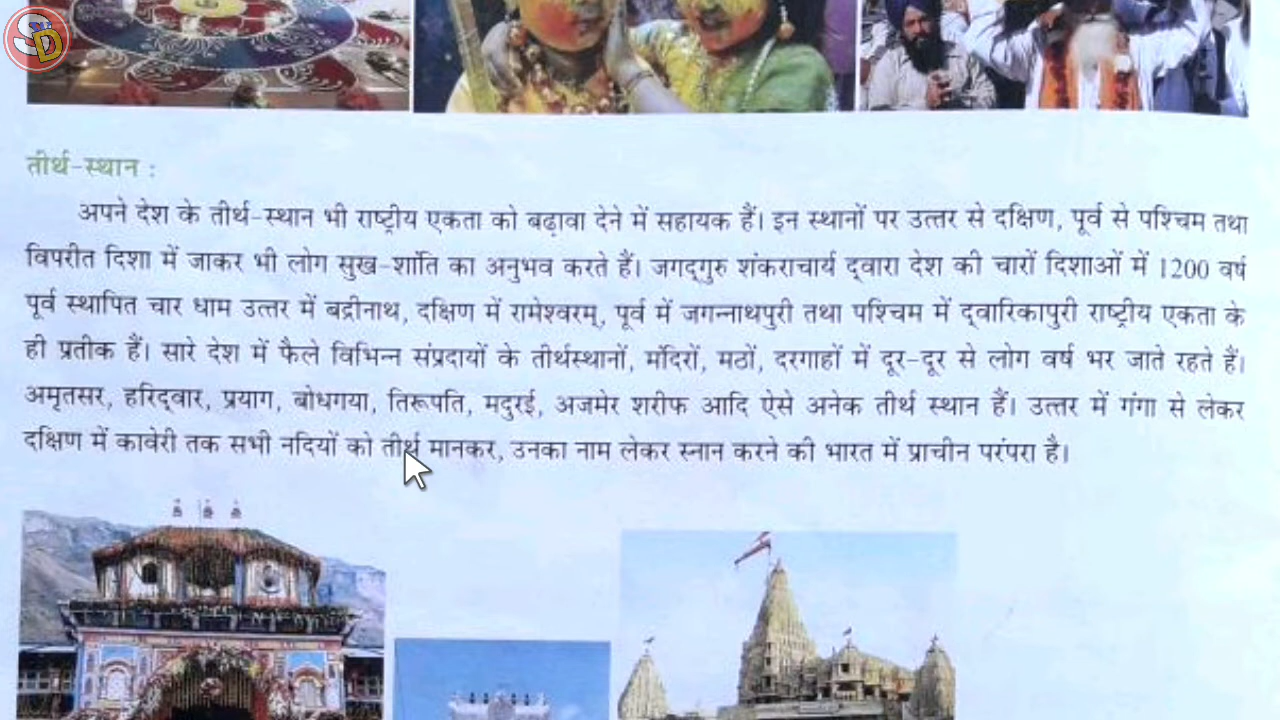 SD
तीर्थ-स्थान :
अपने देश के तीर्थ-स्थान भी राष्ट्रीय एकता को बढ़ावा देने में सहायक हैं। इन स्थानों पर उत्तर से दक्षिण, पूर्व से पश्चिम तथा
विपरीत दिशा में जाकर भी लोग सुख-शांति का अनुभव करते हैं। जगद्गुरु शंकराचार्य द्वारा देश की चारों दिशाओं में 1200 वर्ष
पूर्व स्थापित चार धाम उत्तर में बद्रीनाथ, दक्षिण में रामेश्वरम्, पूर्व में जगन्नाथपुरी तथा पश्चिम में द्वारिकापुरी राष्ट्रीय एकता के
ही प्रतीक हैं। सारे देश में फैले विभिन्न संप्रदायों के तीर्थस्थानों, मंदिरों, मठों, दरगाहों में दूर-दूर से लोग वर्ष भर जाते रहते हैं।
अमृतसर, हरिद्वार, प्रयाग, बोधगया, तिरूपति, मदुरई, अजमेर शरीफ आदि ऐसे अनेक तीर्थ स्थान हैं। उत्तर में गंगा से लेकर
दक्षिण में कावेरी तक सभी नदियों को तीर्थ मानकर, उनका नाम लेकर स्नान करने की भारत में प्राचीन परंपरा है।